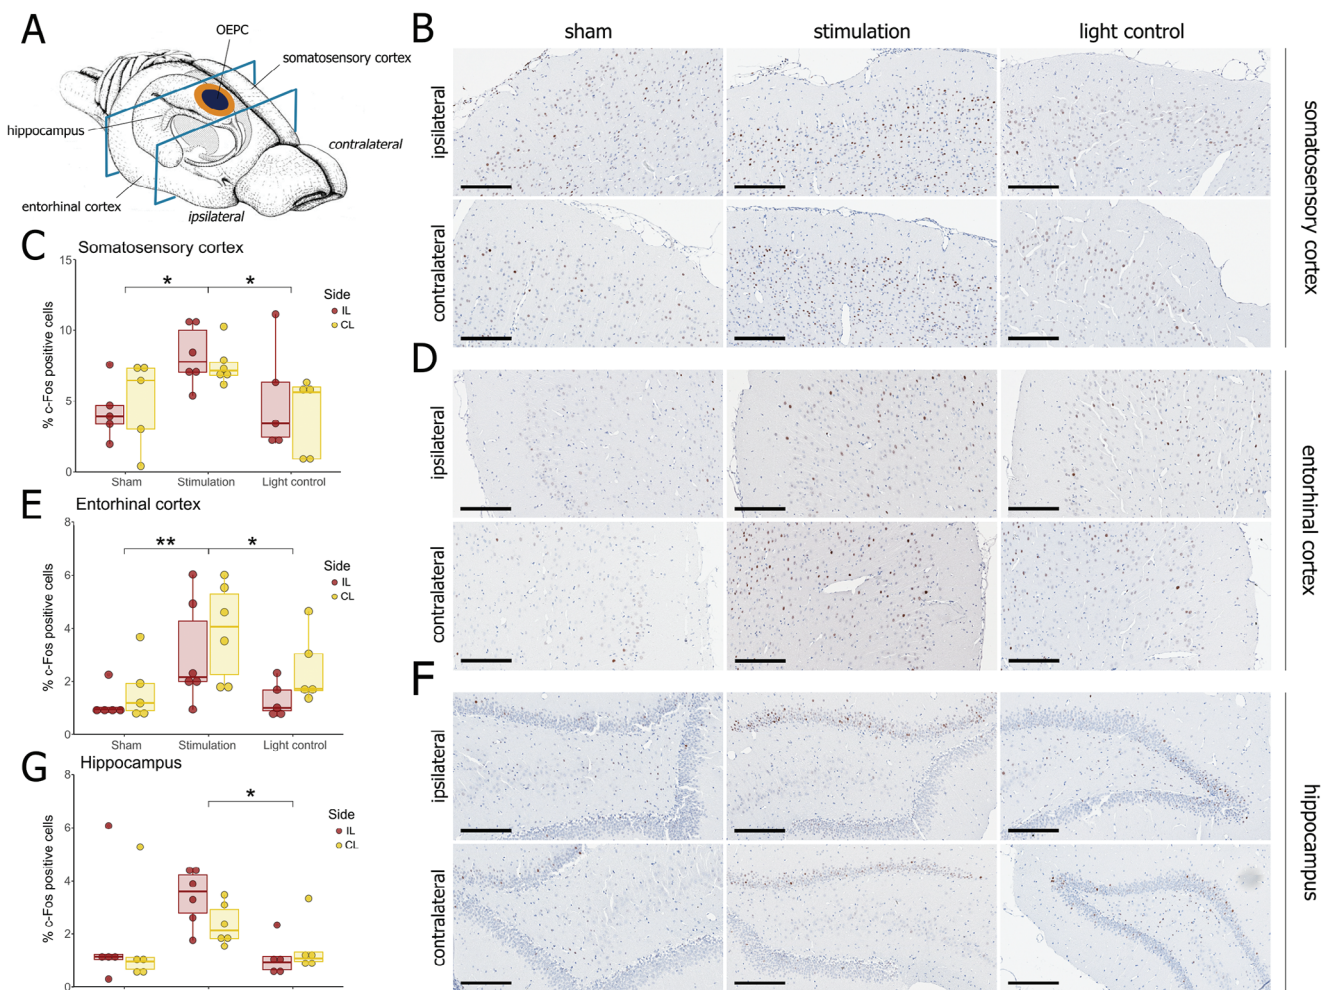 A
OEPC
somatosensory cortex
hippocampus
contralateral
entorhinal cortex
ipsilateral
B
sham
stimulation
light control
ipsilateral
contralateral
somatosensory cortex
C
Somatosensory cortex
15
10
5
0
% c-Fos positive cells
* *
Side
IL
CL
Sham
Stimulation
Light control
D
ipsilateral
contralateral
entorhinal cortex
E
Entorhinal cortex
8
6
4
2
0
% c-Fos positive cells
** *
Side
IL
CL
Sham
Stimulation
Light control
F
ipsilateral
contralateral
hippocampus
G
Hippocampus
8
6
4
2
0
% c-Fos positive cells
*
Side
IL
CL